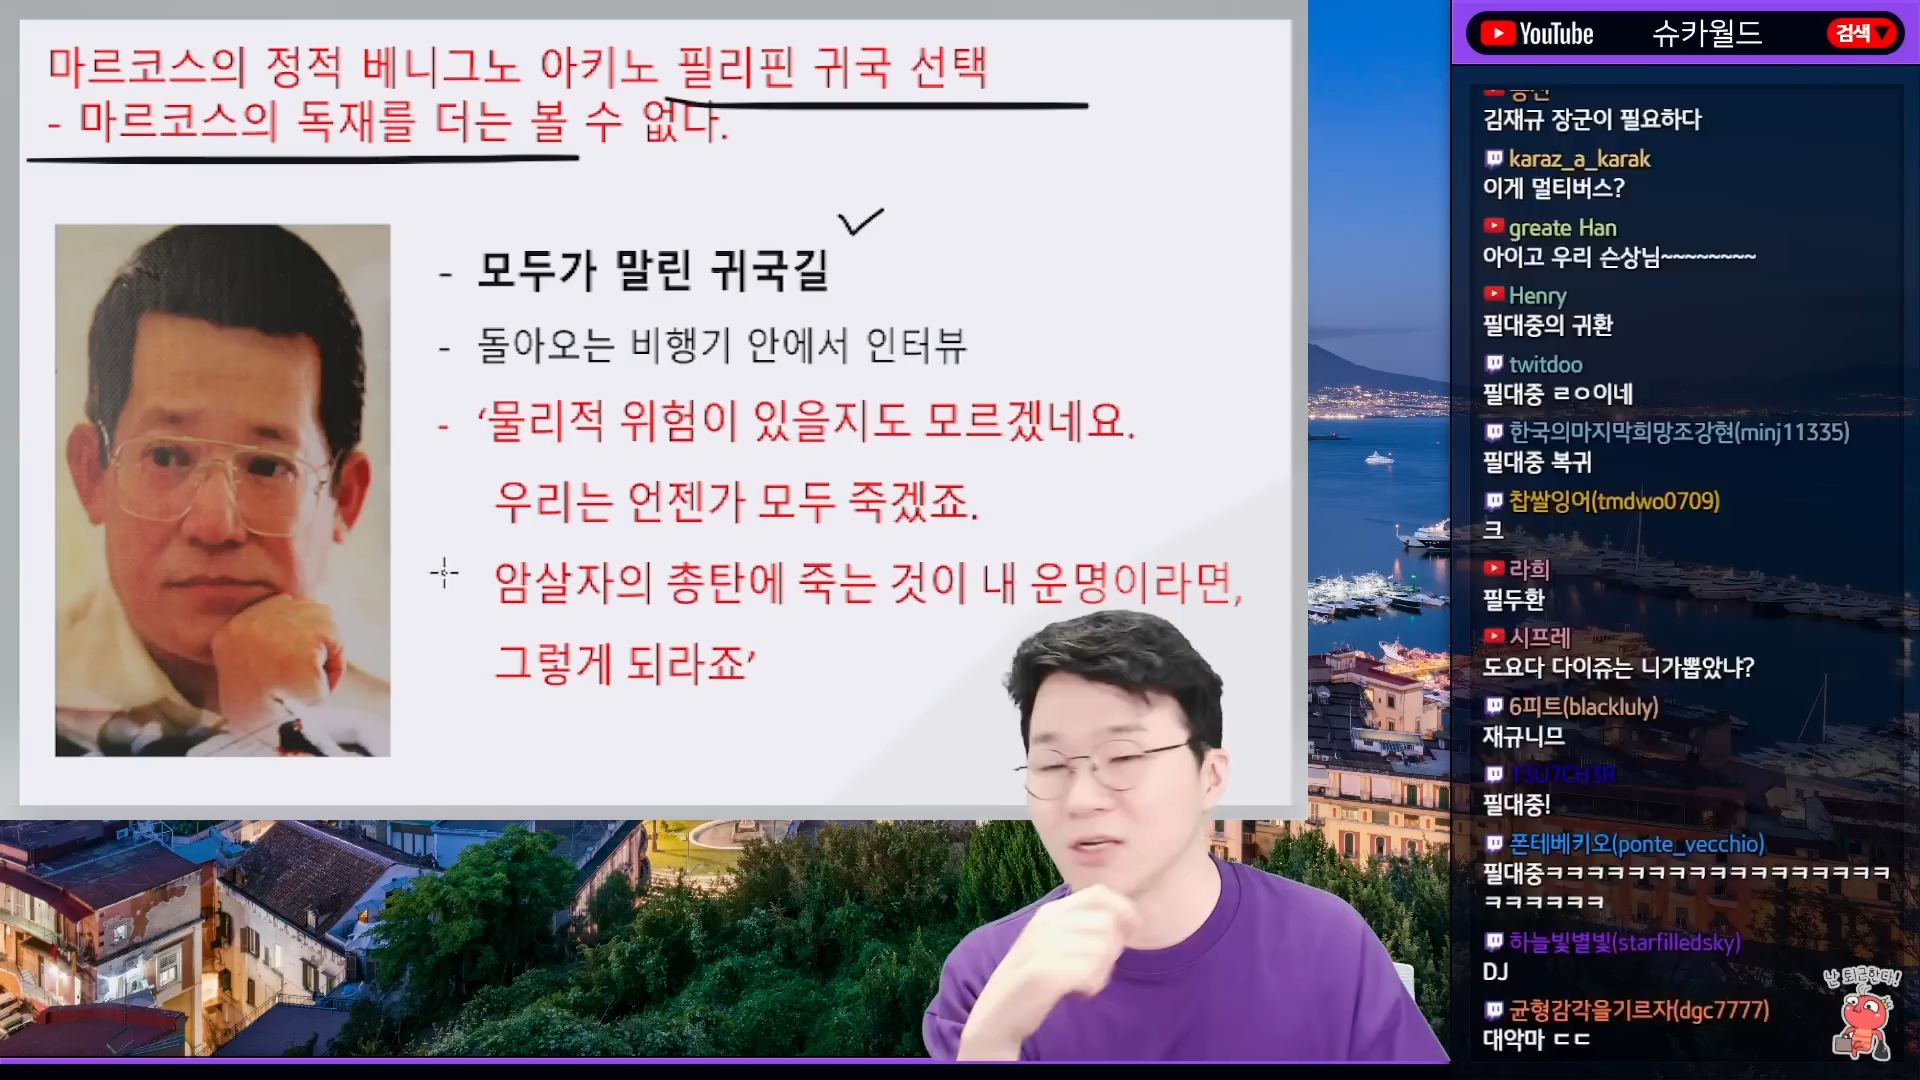 마르코스의 정적 베니그노 아키노 필리핀 귀국 선택
- 마르코스의 독재를 더는 볼 수 없다.
- 모두가 말린 귀국길
- 돌아오는 비행기 안에서 인터뷰
- ‘물리적 위험이 있을지도 모르겠네요.
우리는 언젠가 모두 죽겠죠.
암살자의 총탄에 죽는 것이 내 운명이라면,
그렇게 되라죠’
YouTube 슈카월드 검색
김재규 장군이 필요하다
karaz_a_karak
이게 멀티버스?
greate Han
아이고 우리 슨상님~~~~~~~~
Henry
필대중의 귀환
twitdoo
필대중 ㄹㅇ이네
한국의마지막희망조강현(minj11335)
필대중 복귀
찹쌀잉어(tmdwo0709)
크
라희
필두환
시프레
도요다 다이쥬는 니가뽑았냐?
6피트(blackluly)
재규니므
13U7CH3R
필대중!
폰테베키오(ponte_vecchio)
필대중ㅋㅋㅋㅋㅋㅋㅋㅋㅋㅋㅋㅋㅋㅋㅋㅋㅋ
ㅋㅋㅋㅋㅋㅋ
하늘빛별빛(starfilledsky)
DJ
균형감각을기르자(dgc7777)
대악마 ㄷㄷ
난 퇴근한다!